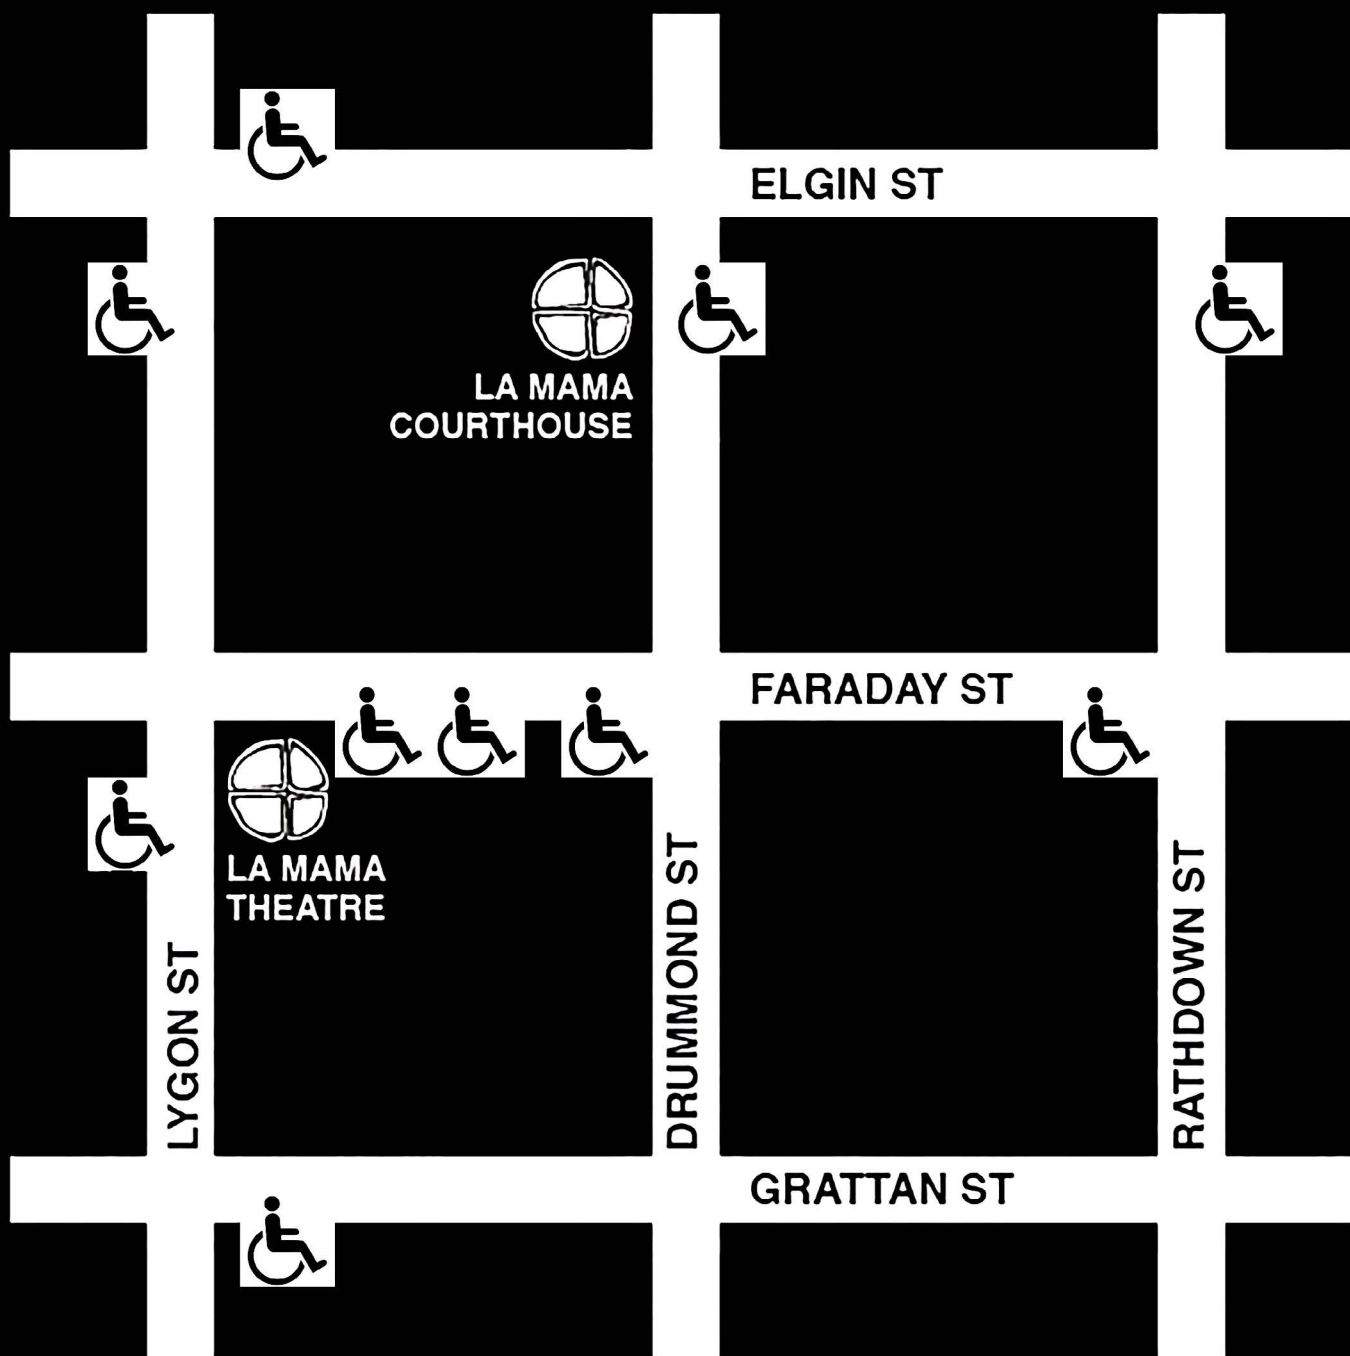 ELGIN ST
LA MAMA
COURTHOUSE
FARADAY ST
LA MAMA
THEATRE
LYGON ST
DRUMMOND ST
RATHDOWN ST
GRATTAN ST